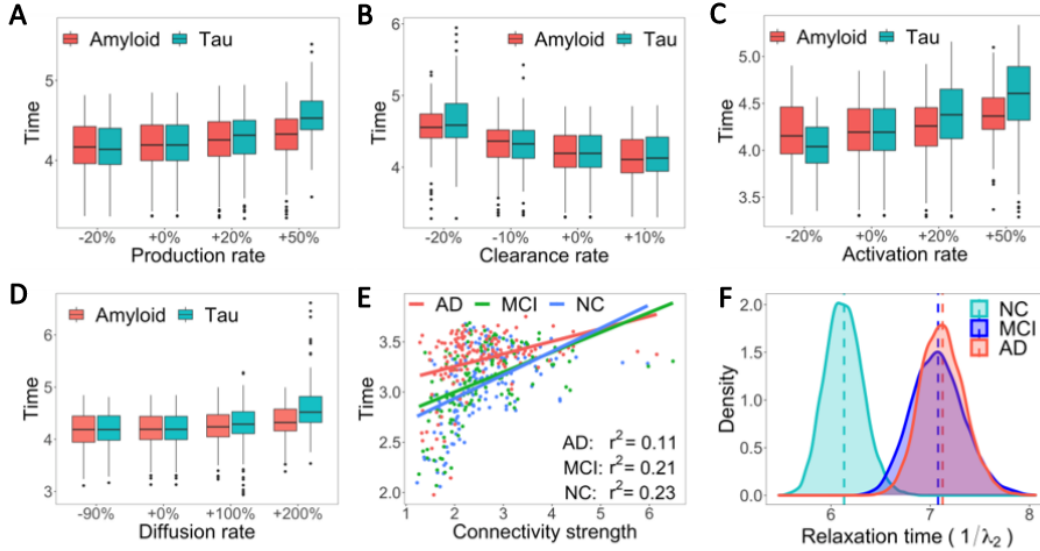 A
Amyloid Tau
Time
5
4
-20% +0% +20% +50%
Production rate
B
Amyloid Tau
Time
6
5
4
-20% -10% +0% +10%
Clearance rate
C
Amyloid Tau
Time
5.0
4.5
4.0
3.5
-20% +0% +20% +50%
Activation rate
D
Amyloid Tau
Time
6
5
4
3
-90% +0% +100% +200%
Diffusion rate
E
AD MCI NC
Time
3.5
3.0
2.5
2.0
AD: r² = 0.11
MCI: r² = 0.21
NC: r² = 0.23
1 2 3 4 5 6
Connectivity strength
F
NC
MCI
AD
Density
2.0
1.5
1.0
0.5
0.0
6 7 8
Relaxation time ( 1/λ₂ )